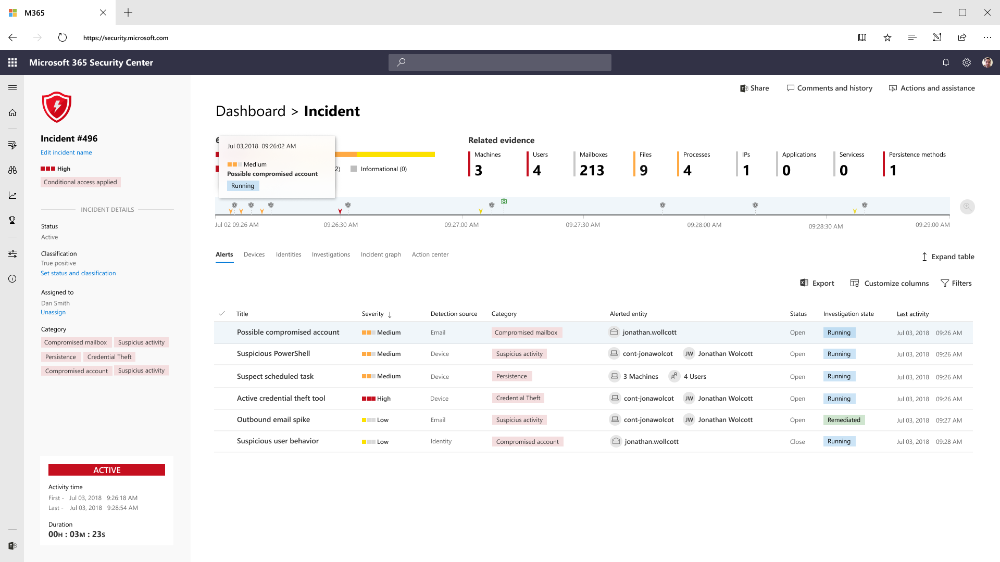 M365
https://security.microsoft.com
Microsoft 365 Security Center
Share
Comments and history
Actions and assistance
Dashboard > Incident
Incident #496
Edit incident name
High
Conditional access applied
INCIDENT DETAILS
Status
Active
Classification
True positive
Set status and classification
Assigned to
Dan Smith
Unassign
Category
Compromised mailbox Suspicius activity
Persistence Credential Theft
Compromised account Suspicius activity
ACTIVE
Activity time
First - Jul 03, 2018 9:26:18 AM
Last - Jul 03, 2018 9:28:54 AM
Duration
00H : 03M : 23S
Jul 03,2018 09:26:02 AM
Medium
Possible compromised account
Running
2) Informational (0)
Related evidence
Machines Users Mailboxes Files Processes IPs Applications Servicess Persistence methods
3 4 213 9 4 1 0 0 1
Jul 02 09:26 AM 09:26:30 AM 09:27:00 AM 09:27:30 AM 09:28:00 AM 09:28:30 AM 09:29:00 AM
Alerts Devices Identities Investigations Incident graph Action center
Expand table
Export Customize columns Filters
Title Severity Detection source Category Alerted entity Status Investigation state Last activity
Possible compromised account Medium Email Compromised mailbox jonathan.wollcott Open Running Jul 03, 2018 09:26 AM
Suspicious PowerShell Medium Device Suspicius activity cont-jonawolcot JW Jonathan Wolcott Open Running Jul 03, 2018 09:26 AM
Suspect scheduled task Medium Device Persistence 3 Machines 4 Users Open Running Jul 03, 2018 09:26 AM
Active credential theft tool High Device Credential Theft cont-jonawolcot JW Jonathan Wolcott Open Running Jul 03, 2018 09:26 AM
Outbound email spike Low Email Suspicius activity cont-jonawolcot JW Jonathan Wolcott Open Remediated Jul 03, 2018 09:27 AM
Suspicious user behavior Low Identity Compromised account jonathan.wollcott Close Running Jul 03, 2018 09:28 AM